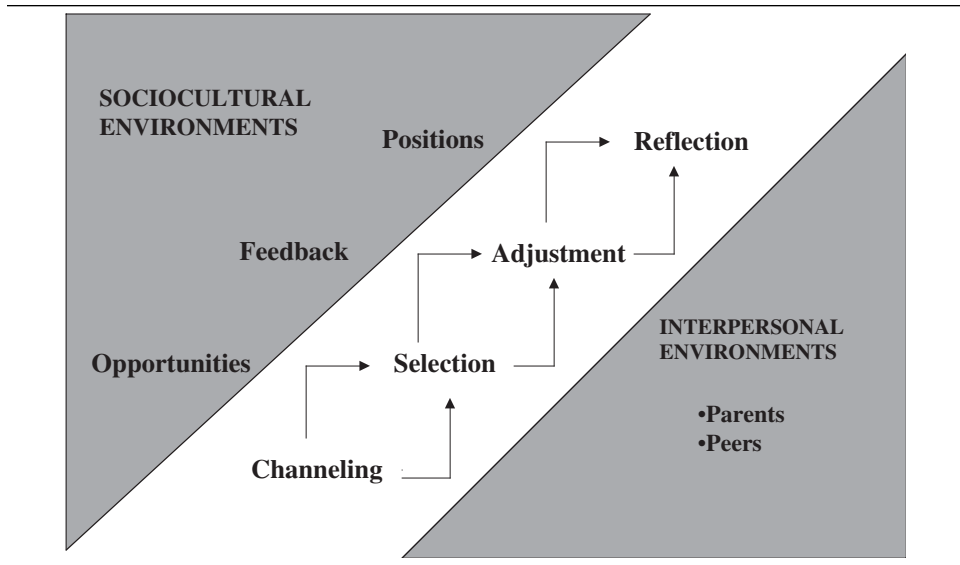 SOCIOCULTURAL
ENVIRONMENTS
Positions
Reflection
Feedback
Adjustment
INTERPERSONAL
ENVIRONMENTS
Opportunities
Selection
•Parents
•Peers
Channeling